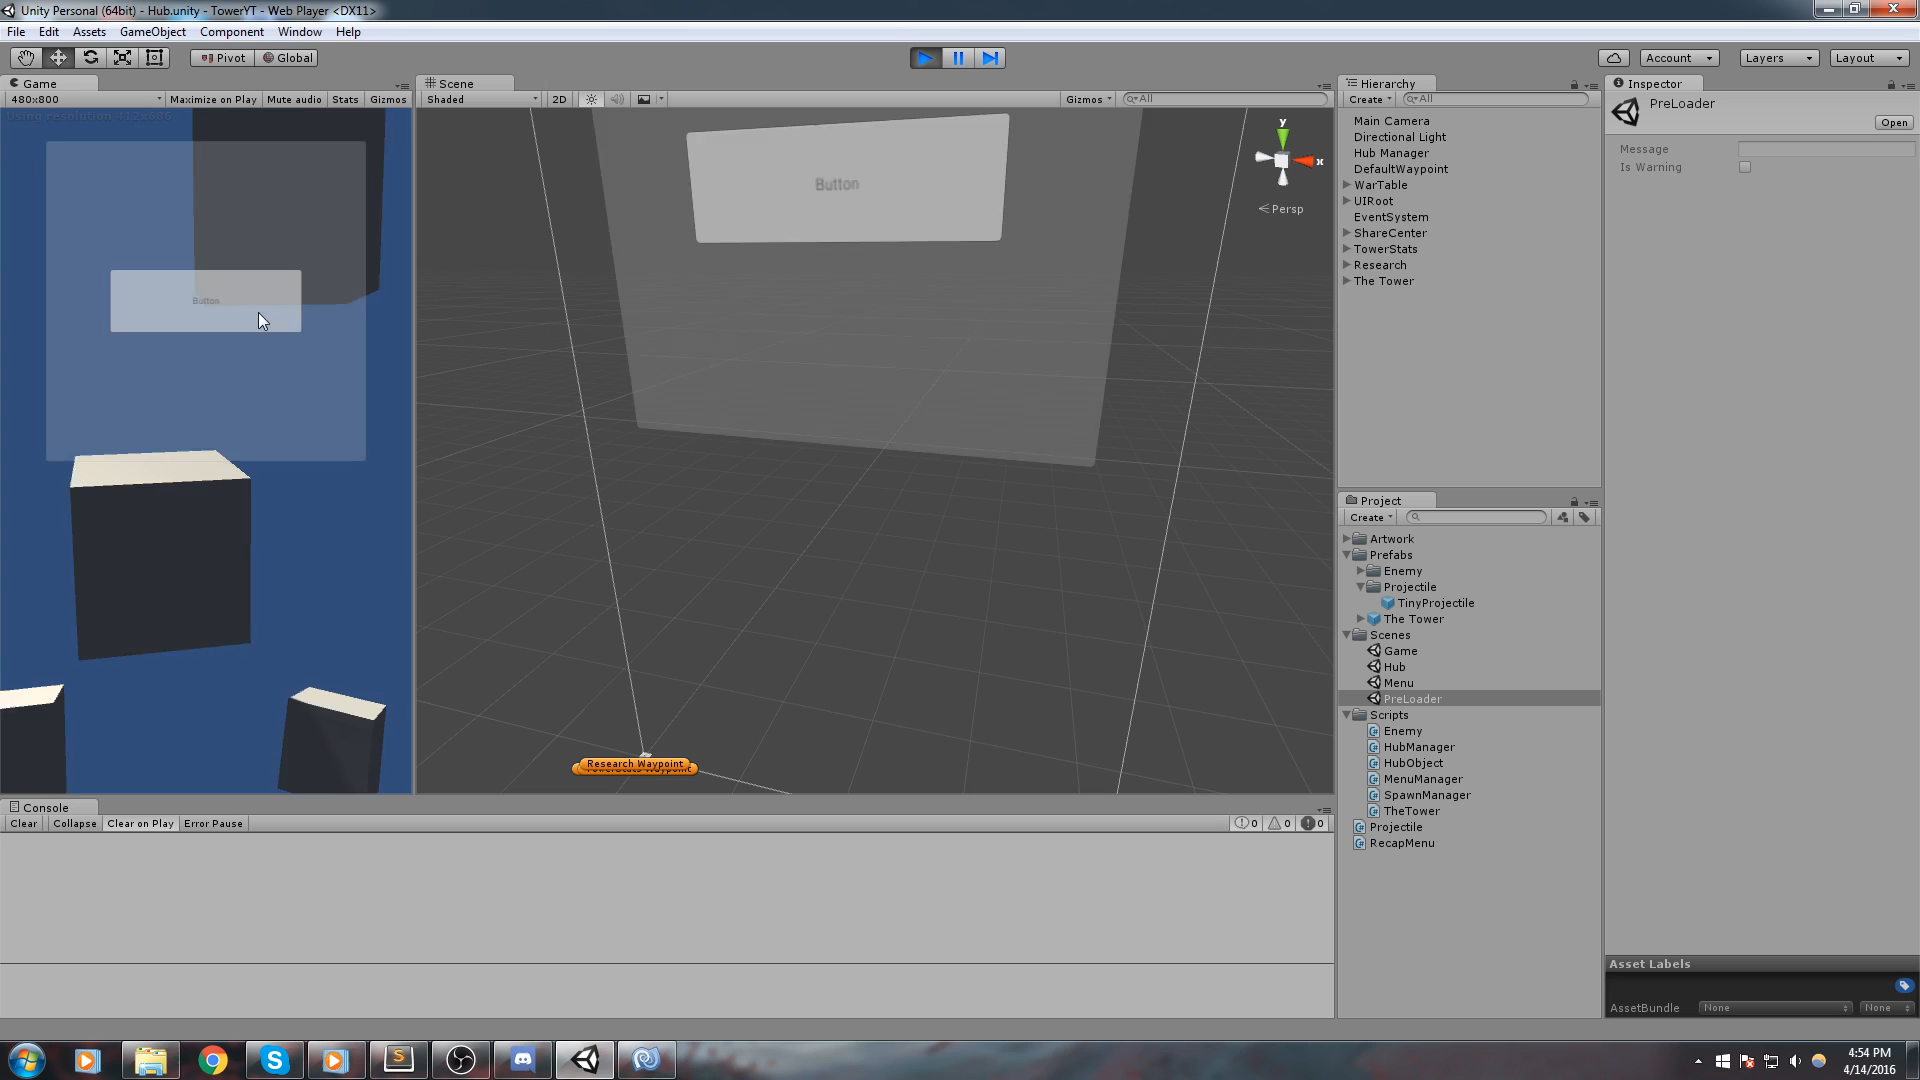 Unity Personal (64bit) - Hub.unity - TowerYT - Web Player <DX11>
File Edit Assets GameObject Component Window Help
Pivot Global
Account Layers Layout
Game
480x800 Maximize on Play Mute audio Stats Gizmos
Using resolution 412x686
Button
Scene
Shaded 2D Gizmos All
Button
y
x
Persp
Research Waypoint
Hierarchy
Create All
Main Camera
Directional Light
Hub Manager
DefaultWaypoint
WarTable
UIRoot
EventSystem
ShareCenter
TowerStats
Research
The Tower
Project
Create
Artwork
Prefabs
Enemy
Projectile
TinyProjectile
The Tower
Scenes
Game
Hub
Menu
PreLoader
Scripts
Enemy
HubManager
HubObject
MenuManager
SpawnManager
TheTower
Projectile
RecapMenu
Inspector
PreLoader
Open
Message
Is Warning
Asset Labels
AssetBundle None None
Console
Clear Collapse Clear on Play Error Pause 0 0 0
4:54 PM
4/14/2016